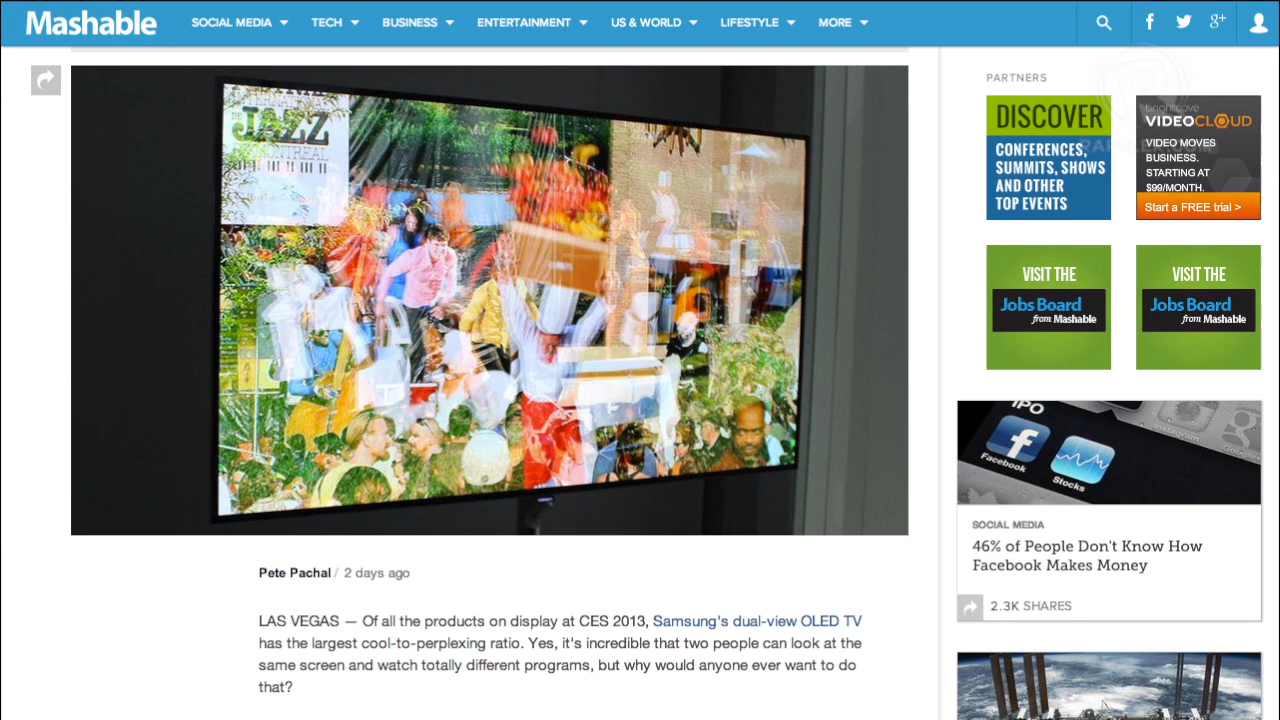 Mashable
SOCIAL MEDIA
TECH
BUSINESS
ENTERTAINMENT
US & WORLD
LIFESTYLE
MORE
JAZZ
MONTREAL
PARTNERS
DISCOVER
CONFERENCES,
SUMMITS, SHOWS
AND OTHER
TOP EVENTS
brightcove
VIDEOCLOUD
VIDEO MOVES
BUSINESS.
STARTING AT
$99/MONTH.
Start a FREE trial >
RAPPLER.COM
VISIT THE
Jobs Board
from Mashable
VISIT THE
Jobs Board
from Mashable
IPO
Instagram
Facebook
Stocks
SOCIAL MEDIA
46% of People Don't Know How
Facebook Makes Money
2.3K SHARES
Pete Pachal / 2 days ago
LAS VEGAS — Of all the products on display at CES 2013, Samsung's dual-view OLED TV
has the largest cool-to-perplexing ratio. Yes, it's incredible that two people can look at the
same screen and watch totally different programs, but why would anyone ever want to do
that?